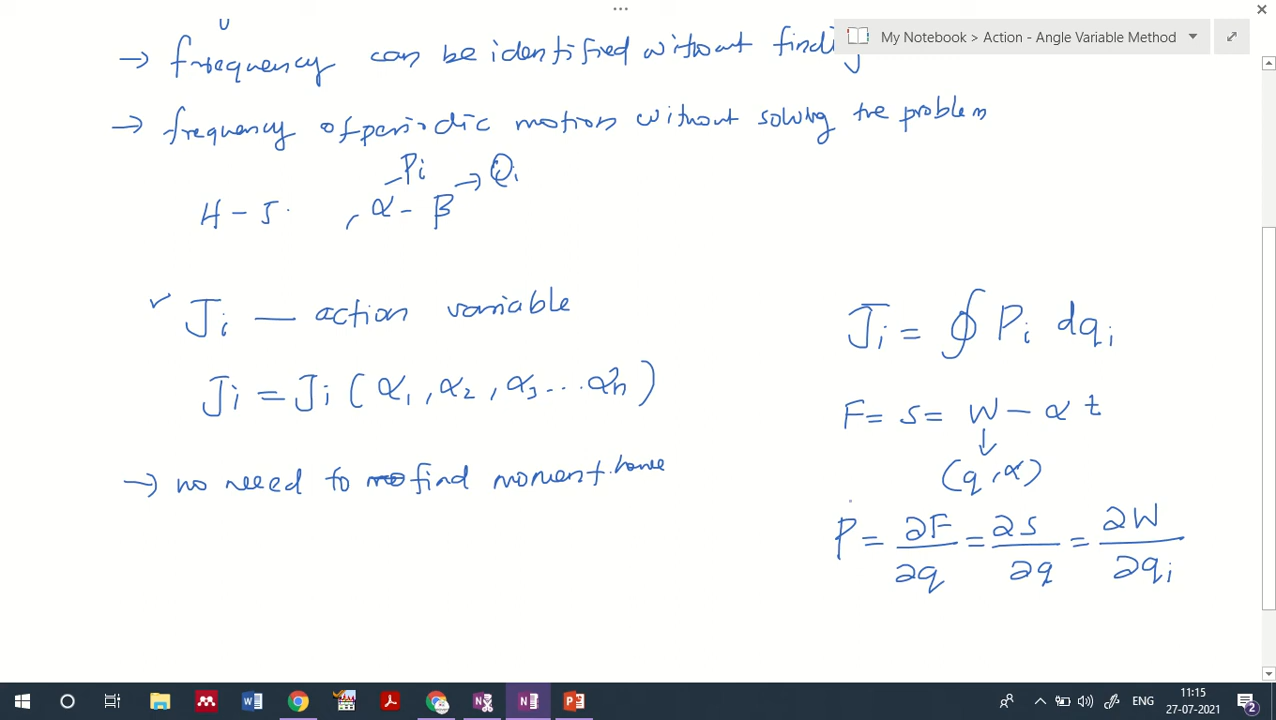 My Notebook > Action - Angle Variable Method
→ frequency can be identified without findi
→ frequency of periodic motion without solving the problem
Pi → Qi
H - J , α - β
✓ Ji — action variable
Ji = Ji (α1, α2, α3 ... αn)
→ no need to find moment
Ji = ∮ Pi dqi
F = S = W - αt
↓
(q, α)
P = ∂F/∂q = ∂S/∂q = ∂W/∂qi
ENG
11:15
27-07-2021
2